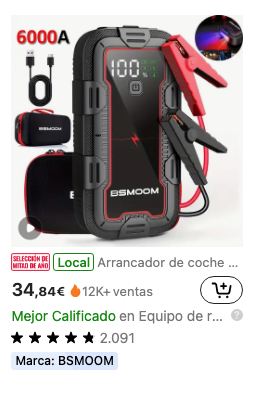 6000A
100%
BSMOOM
BSMOOM
SELECCIÓN DE
MITAD DE AÑO
Local
Arrancador de coche ...
34,84€
12K+ventas
Mejor Calificado en Equipo de r...
2.091
Marca: BSMOOM